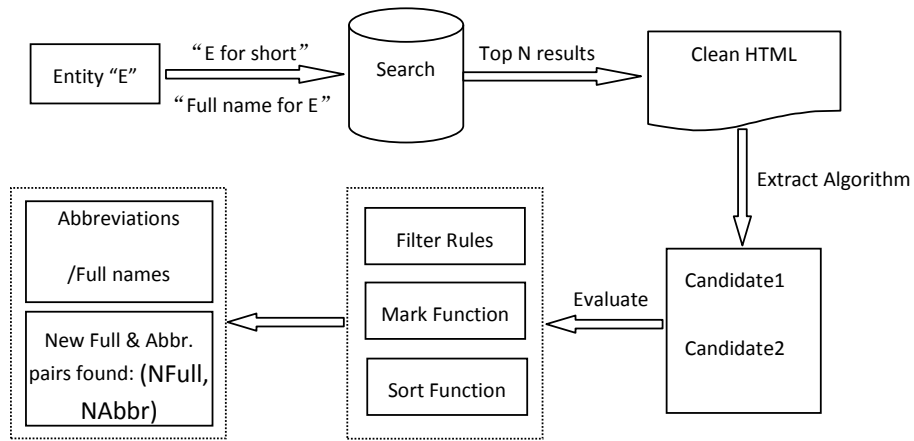 Entity “E”
“E for short”
“Full name for E”
Search
Top N results
Clean HTML
Extract Algorithm
Candidate1
Candidate2
Evaluate
Filter Rules
Mark Function
Sort Function
Abbreviations
/Full names
New Full & Abbr.
pairs found: (NFull,
NAbbr)